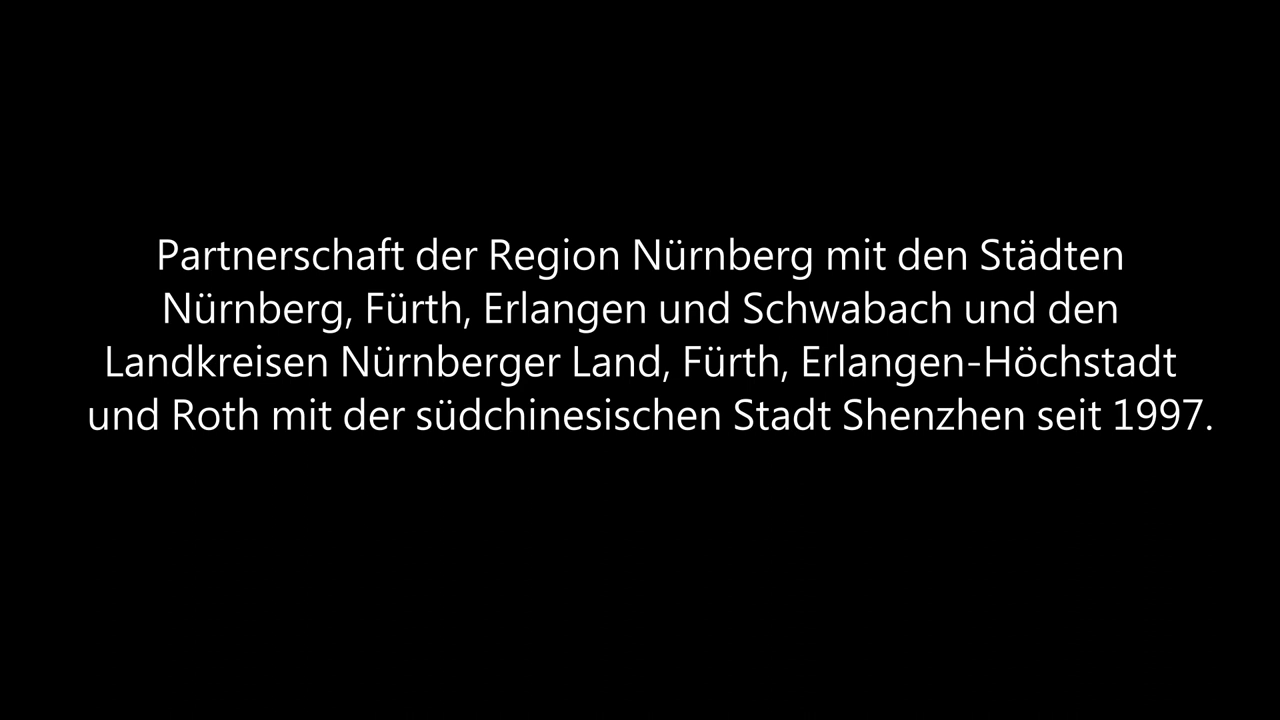 Partnerschaft der Region Nürnberg mit den Städten
Nürnberg, Fürth, Erlangen und Schwabach und den
Landkreisen Nürnberger Land, Fürth, Erlangen-Höchstadt
und Roth mit der südchinesischen Stadt Shenzhen seit 1997.